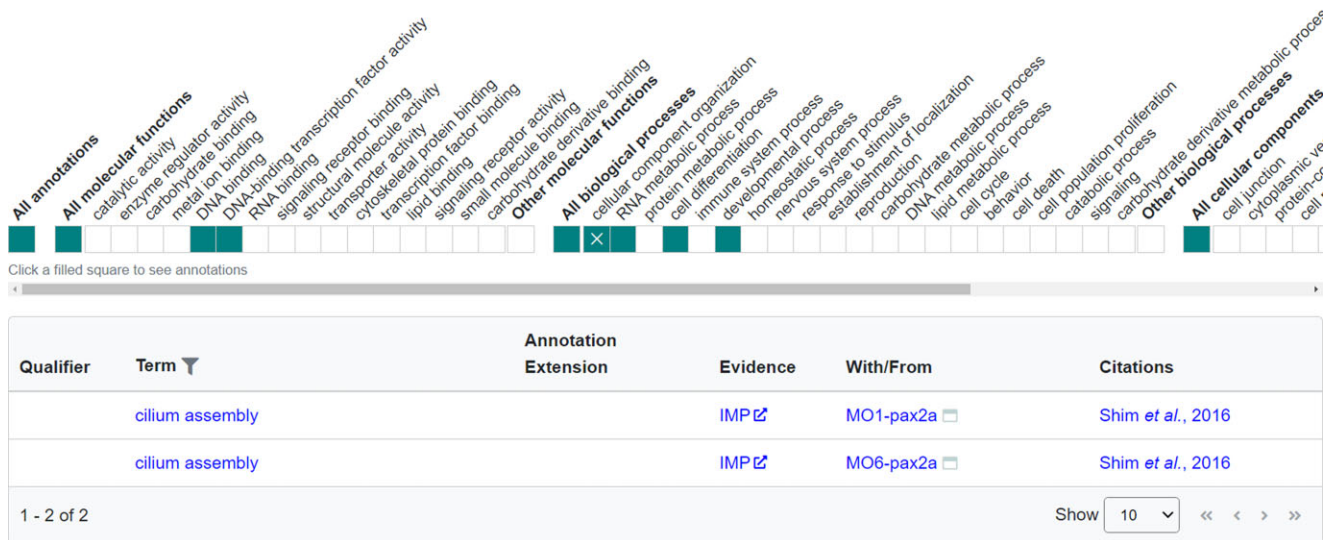 All annotations
All molecular functions
catalytic activity
enzyme regulator activity
carbohydrate binding
metal ion binding
DNA binding
DNA-binding transcription factor activity
RNA binding
signaling receptor binding
structural molecule activity
transporter activity
cytoskeletal protein binding
transcription factor binding
lipid binding
signaling receptor activity
small molecule binding
carbohydrate derivative binding
Other molecular functions
All biological processes
cellular component organization
RNA metabolic process
protein metabolic process
cell differentiation
immune system process
developmental process
homeostatic process
nervous system process
response to stimulus
establishment of localization
reproduction
carbohydrate metabolic process
DNA metabolic process
lipid metabolic process
cell cycle
behavior
cell death
cell population proliferation
catabolic process
signaling
carbohydrate derivative metabolic proces
Other biological processes
All cellular components
cell junction
cytoplasmic ve
protein-co
cell
Click a filled square to see annotations
Qualifier Term Annotation Extension Evidence With/From Citations
cilium assembly IMP MO1-pax2a Shim et al., 2016
cilium assembly IMP MO6-pax2a Shim et al., 2016
1 - 2 of 2 Show 10 « ‹ › »